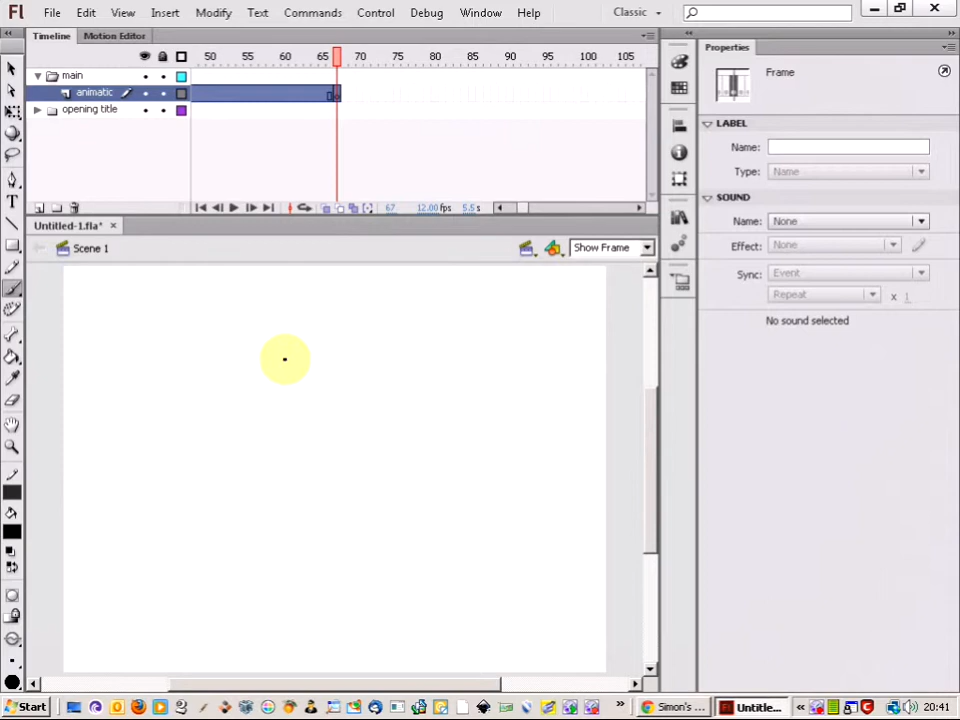 Fl File Edit View Insert Modify Text Commands Control Debug Window Help Classic
Timeline Motion Editor
50 55 60 65 70 75 80 85 90 95 100 105
main
animatic
opening title
67 12.00 fps 5.5 s
Untitled-1.fla*
Scene 1 Show Frame
Properties
Frame
LABEL
Name:
Type: Name
SOUND
Name: None
Effect: None
Sync: Event
Repeat x 1
No sound selected
Start Simon's ... Untitle... 20:41